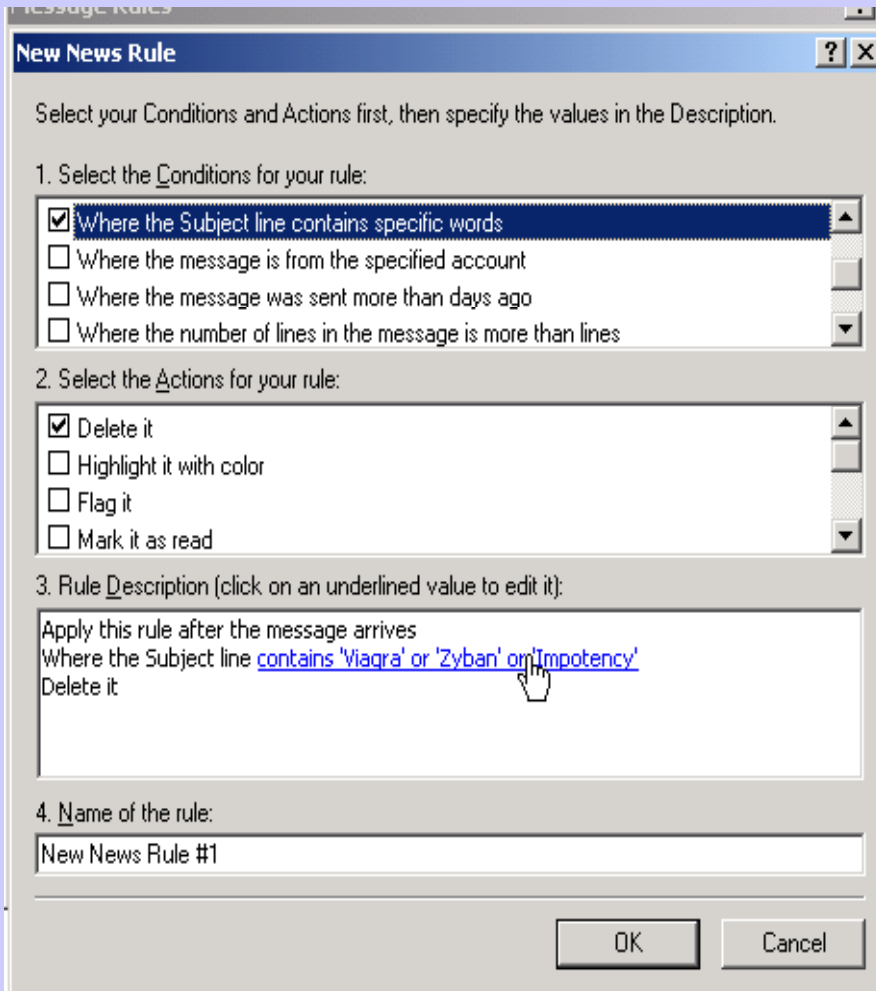 Message Rules
New News Rule
Select your Conditions and Actions first, then specify the values in the Description.
1. Select the Conditions for your rule:
Where the Subject line contains specific words
Where the message is from the specified account
Where the message was sent more than days ago
Where the number of lines in the message is more than lines
2. Select the Actions for your rule:
Delete it
Highlight it with color
Flag it
Mark it as read
3. Rule Description (click on an underlined value to edit it):
Apply this rule after the message arrives
Where the Subject line contains 'Viagra' or 'Zyban' or 'Impotency'
Delete it
4. Name of the rule:
New News Rule #1
OK
Cancel